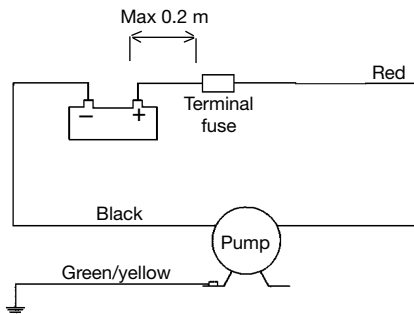 Max 0.2 m
Red
− +
Terminal
fuse
Black
Pump
Green/yellow